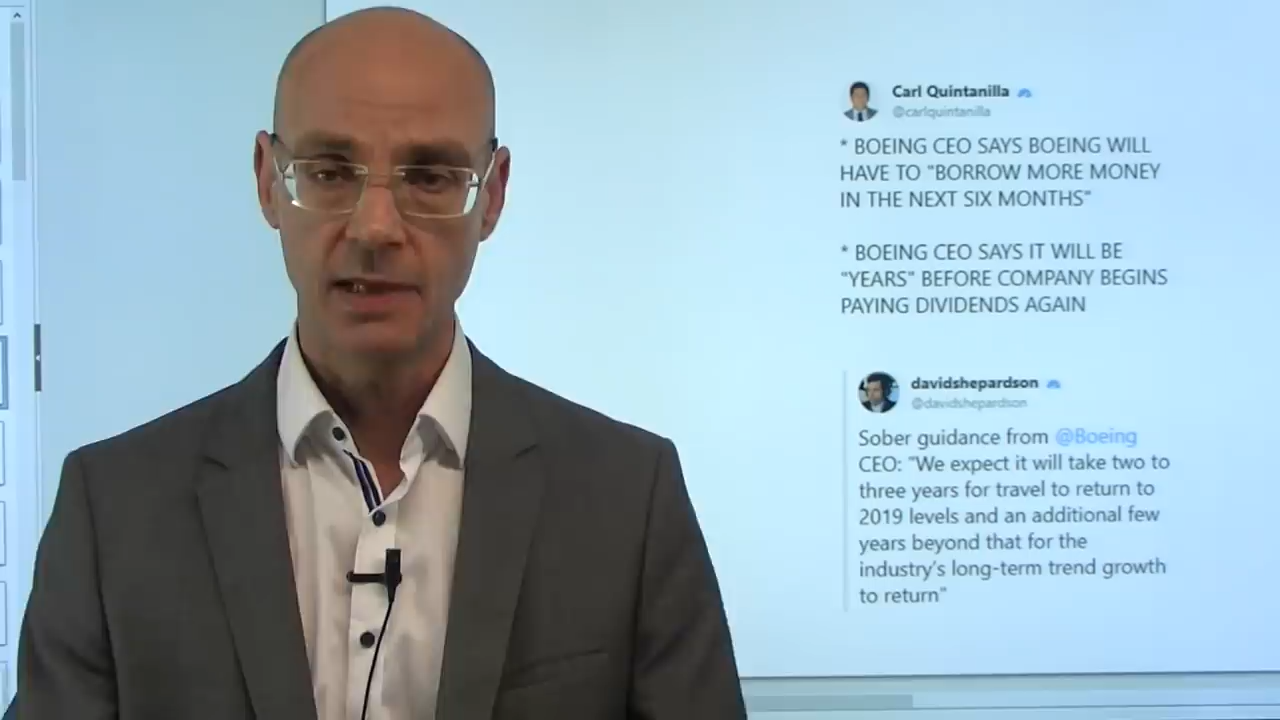 Carl Quintanilla
@carlquintanilla
* BOEING CEO SAYS BOEING WILL
HAVE TO "BORROW MORE MONEY
IN THE NEXT SIX MONTHS"
* BOEING CEO SAYS IT WILL BE
"YEARS" BEFORE COMPANY BEGINS
PAYING DIVIDENDS AGAIN
davidshepardson
@davidshepardson
Sober guidance from @Boeing
CEO: "We expect it will take two to
three years for travel to return to
2019 levels and an additional few
years beyond that for the
industry's long-term trend growth
to return"